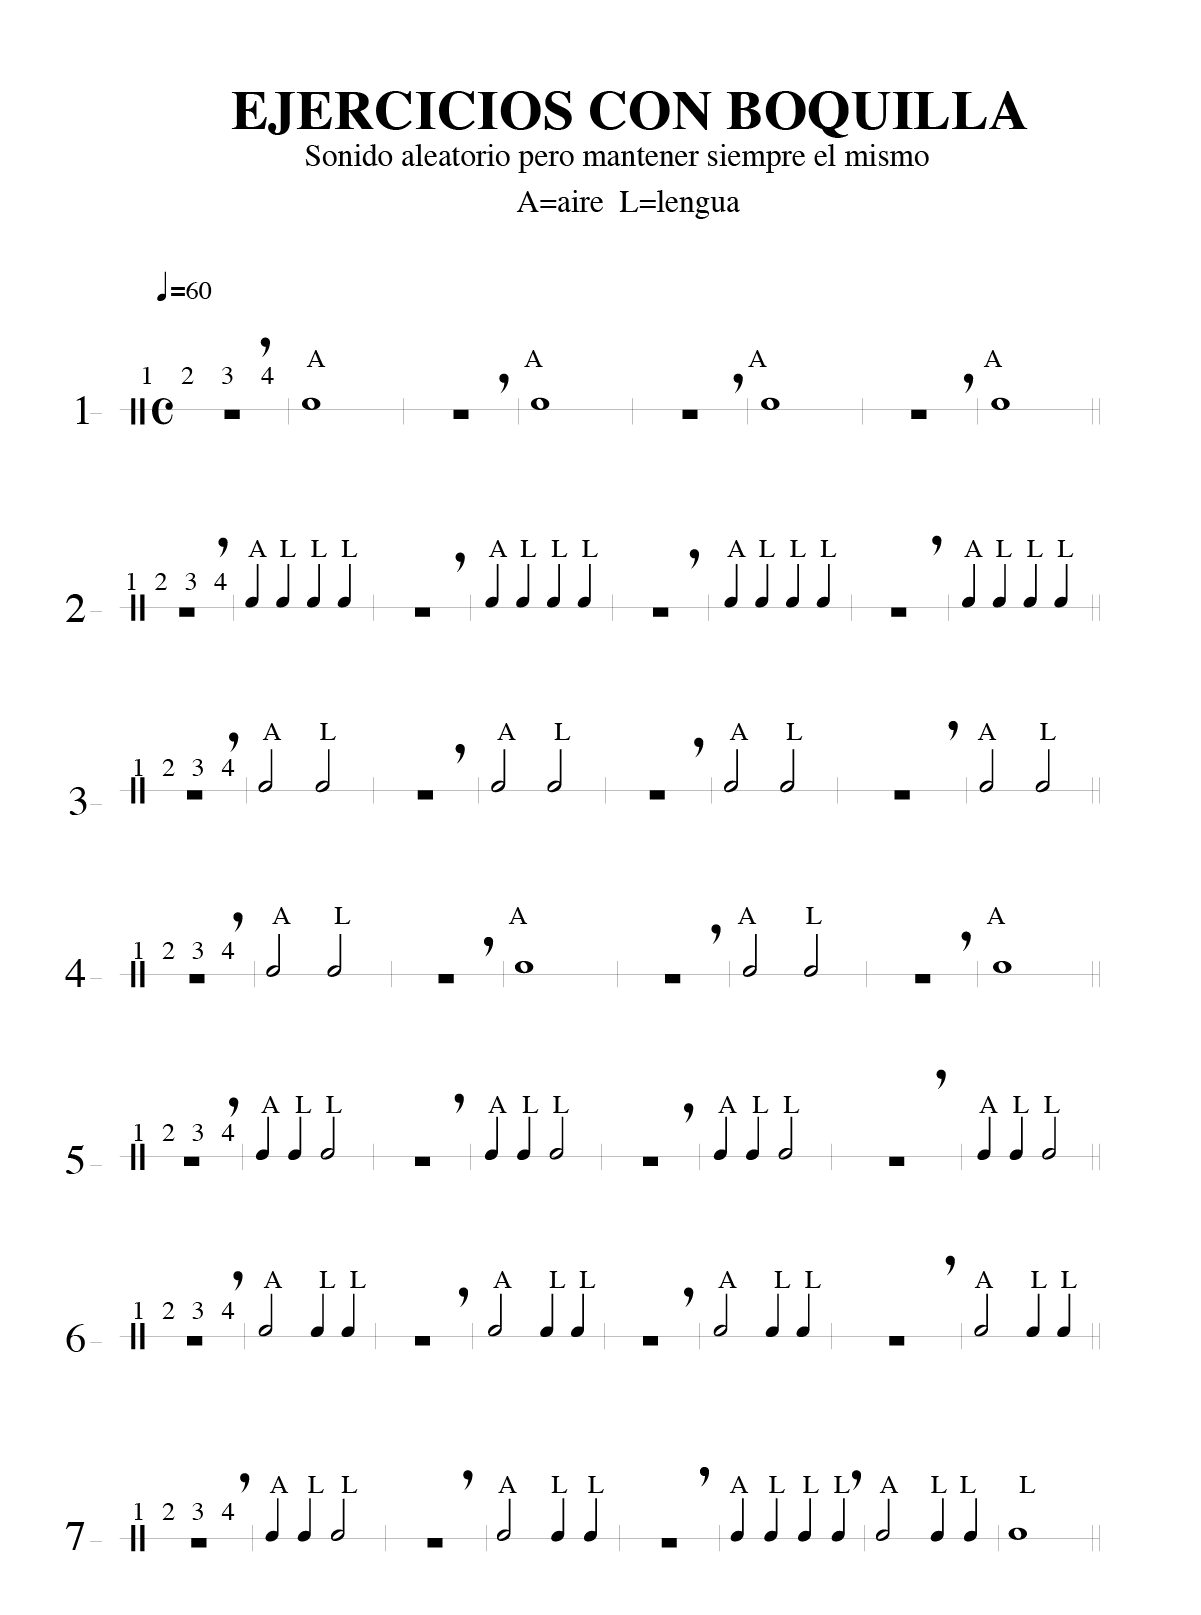 EJERCICIOS CON BOQUILLA
Sonido aleatorio pero mantener siempre el mismo
A=aire L=lengua
=60
A A A A
1 2 3 4
1
A L L L A L L L A L L L A L L L
1 2 3 4
2
A L A L A L A L
1 2 3 4
3
A L A A L A
1 2 3 4
4
A L L A L L A L L A L L
1 2 3 4
5
A L L A L L A L L A L L
1 2 3 4
6
A L L A L L A L L L A L L L
1 2 3 4
7